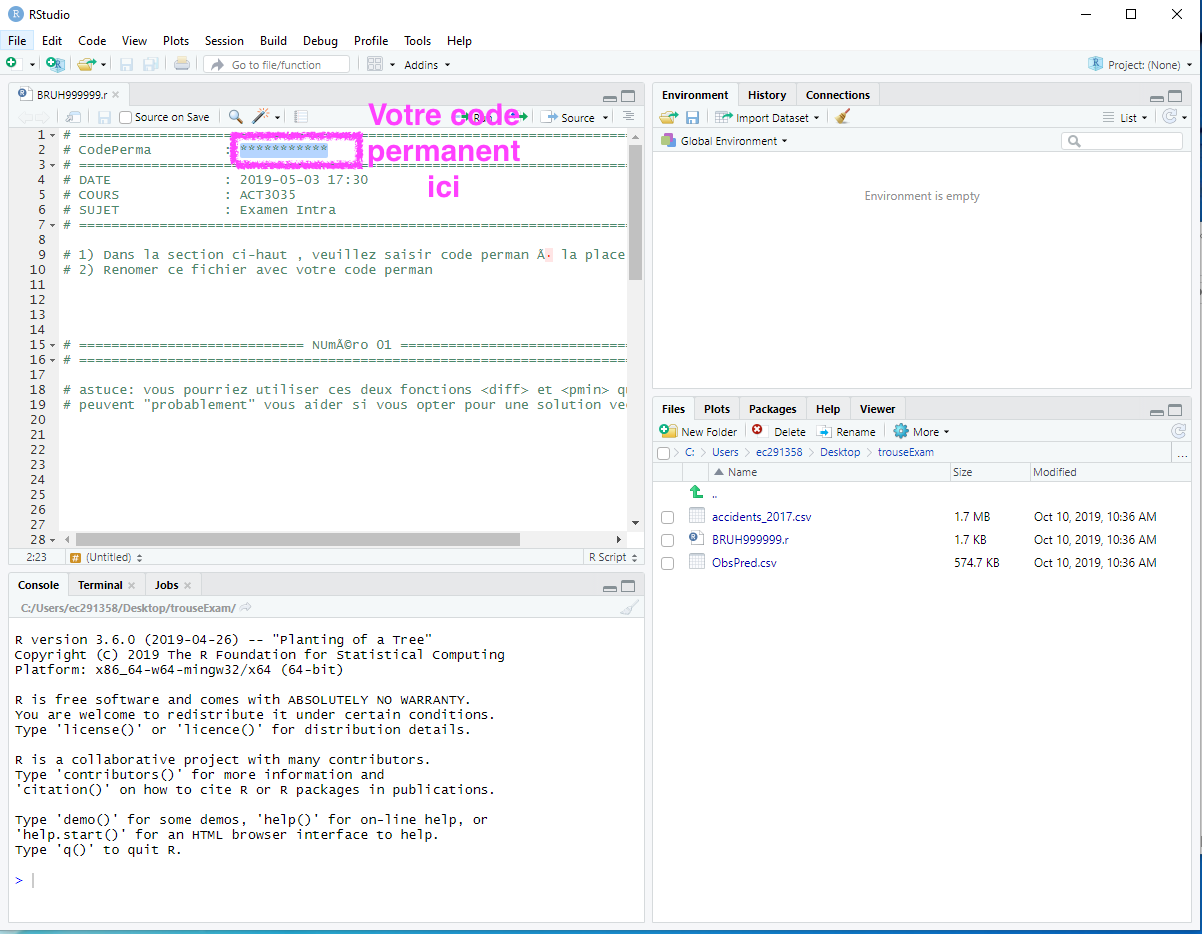 RStudio
File Edit Code View Plots Session Build Debug Profile Tools Help
Go to file/function Addins Project: (None)
BRUH999999.r
Source on Save Source
Votre code
permanent
ici
1 # ============================
2 # CodePerma : ***********
3 # ============================
4 # DATE : 2019-05-03 17:30
5 # COURS : ACT3035
6 # SUJET : Examen Intra
7 # ============================
8
9 # 1) Dans la section ci-haut , veuillez saisir code perman Ã la place
10 # 2) Renomer ce fichier avec votre code perman
11
12
13
14
15 # ============================ NUmÃ©ro 01 ============================
16 # ============================
17
18 # astuce: vous pourriez utiliser ces deux fonctions <diff> et <pmin> qu
19 # peuvent "probablement" vous aider si vous opter pour une solution vec
20
21
22
23
24
25
26
27
28
2:23 # (Untitled) R Script
Console Terminal Jobs
C:/Users/ec291358/Desktop/trouseExam/
R version 3.6.0 (2019-04-26) -- "Planting of a Tree"
Copyright (C) 2019 The R Foundation for Statistical Computing
Platform: x86_64-w64-mingw32/x64 (64-bit)
R is free software and comes with ABSOLUTELY NO WARRANTY.
You are welcome to redistribute it under certain conditions.
Type 'license()' or 'licence()' for distribution details.
R is a collaborative project with many contributors.
Type 'contributors()' for more information and
'citation()' on how to cite R or R packages in publications.
Type 'demo()' for some demos, 'help()' for on-line help, or
'help.start()' for an HTML browser interface to help.
Type 'q()' to quit R.
>
Environment History Connections
Import Dataset List
Global Environment
Environment is empty
Files Plots Packages Help Viewer
New Folder Delete Rename More
C: Users ec291358 Desktop trouseExam ...
Name Size Modified
..
accidents_2017.csv 1.7 MB Oct 10, 2019, 10:36 AM
BRUH999999.r 1.7 KB Oct 10, 2019, 10:36 AM
ObsPred.csv 574.7 KB Oct 10, 2019, 10:36 AM